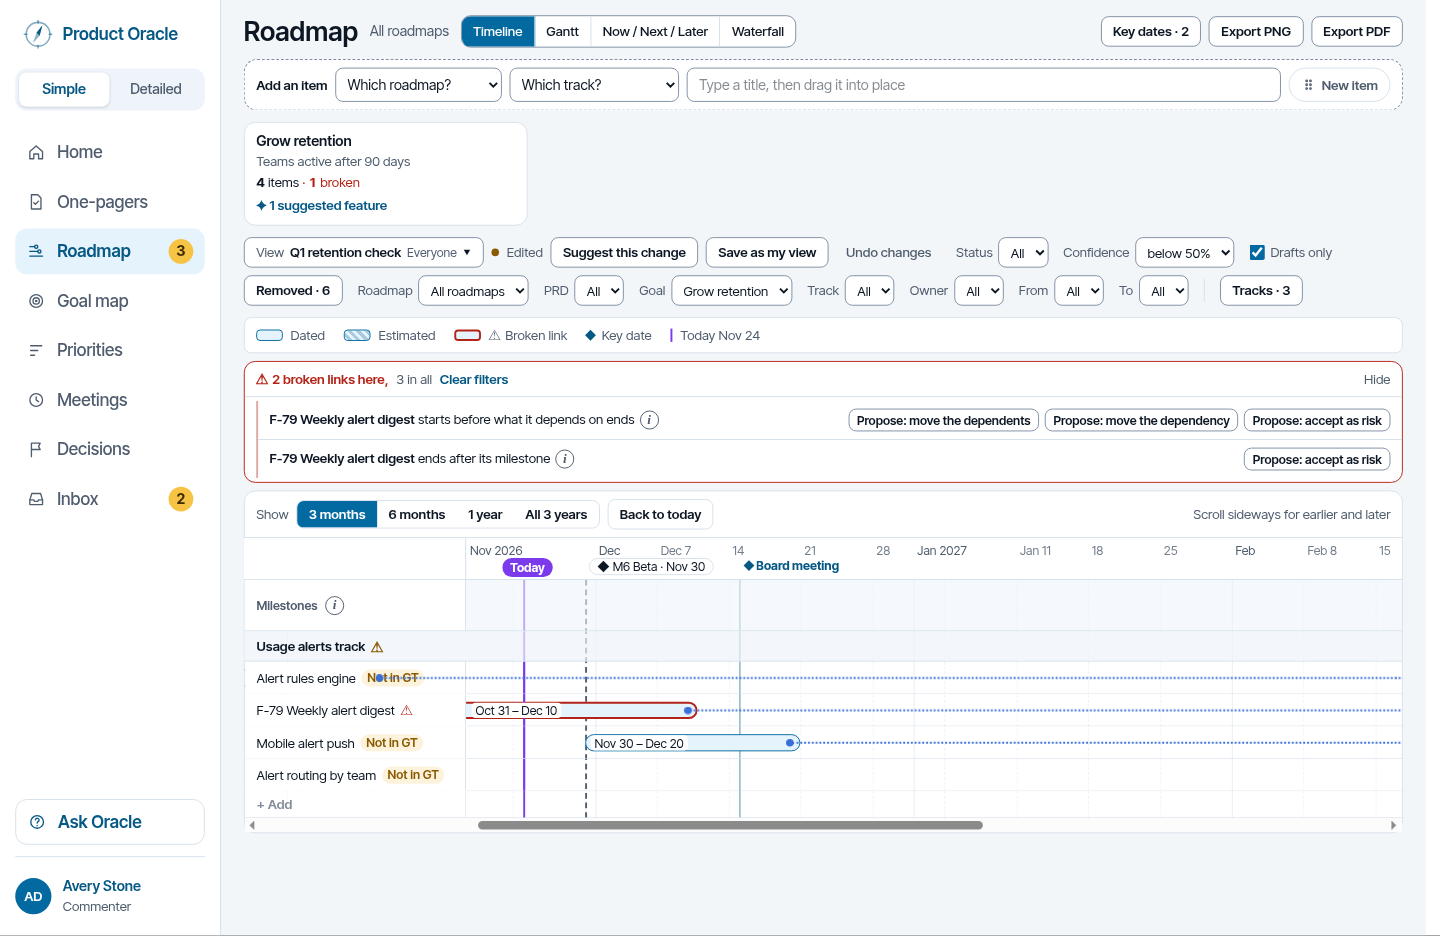 Product Oracle
Simple Detailed
Home
One-pagers
Roadmap 3
Goal map
Priorities
Meetings
Decisions
Inbox 2
Ask Oracle
AD Avery Stone
Commenter
Roadmap All roadmaps Timeline Gantt Now / Next / Later Waterfall Key dates · 2 Export PNG Export PDF
Add an item Which roadmap? Which track? Type a title, then drag it into place New item
Grow retention
Teams active after 90 days
4 items · 1 broken
1 suggested feature
View Q1 retention check Everyone Edited Suggest this change Save as my view Undo changes Status All Confidence below 50% Drafts only
Removed · 6 Roadmap All roadmaps PRD All Goal Grow retention Track All Owner All From All To All Tracks · 3
Dated Estimated Broken link Key date Today Nov 24
2 broken links here, 3 in all Clear filters Hide
F-79 Weekly alert digest starts before what it depends on ends i Propose: move the dependents Propose: move the dependency Propose: accept as risk
F-79 Weekly alert digest ends after its milestone i Propose: accept as risk
Show 3 months 6 months 1 year All 3 years Back to today Scroll sideways for earlier and later
Nov 2026 Dec Dec 7 14 21 28 Jan 2027 Jan 11 18 25 Feb Feb 8 15
Today M6 Beta · Nov 30 Board meeting
Milestones i
Usage alerts track
Alert rules engine Not in GT
F-79 Weekly alert digest Oct 31 – Dec 10
Mobile alert push Not in GT Nov 30 – Dec 20
Alert routing by team Not in GT
+ Add